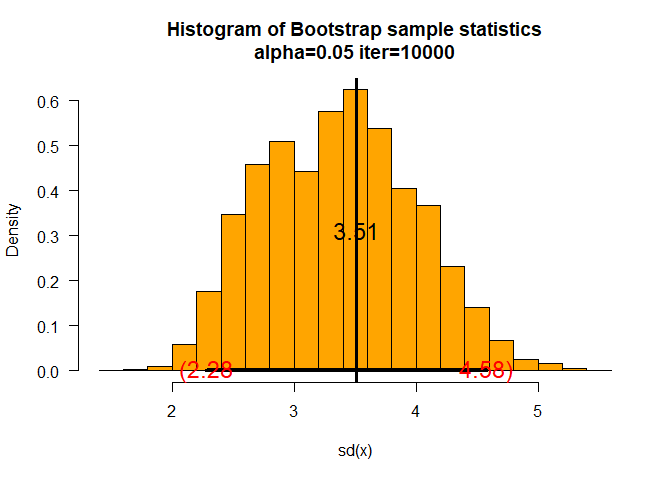 Histogram of Bootstrap sample statistics
alpha=0.05 iter=10000
Density
0.6
0.5
0.4
0.3
0.2
0.1
0.0
3.51
(2.28
4.58)
2 3 4 5
sd(x)